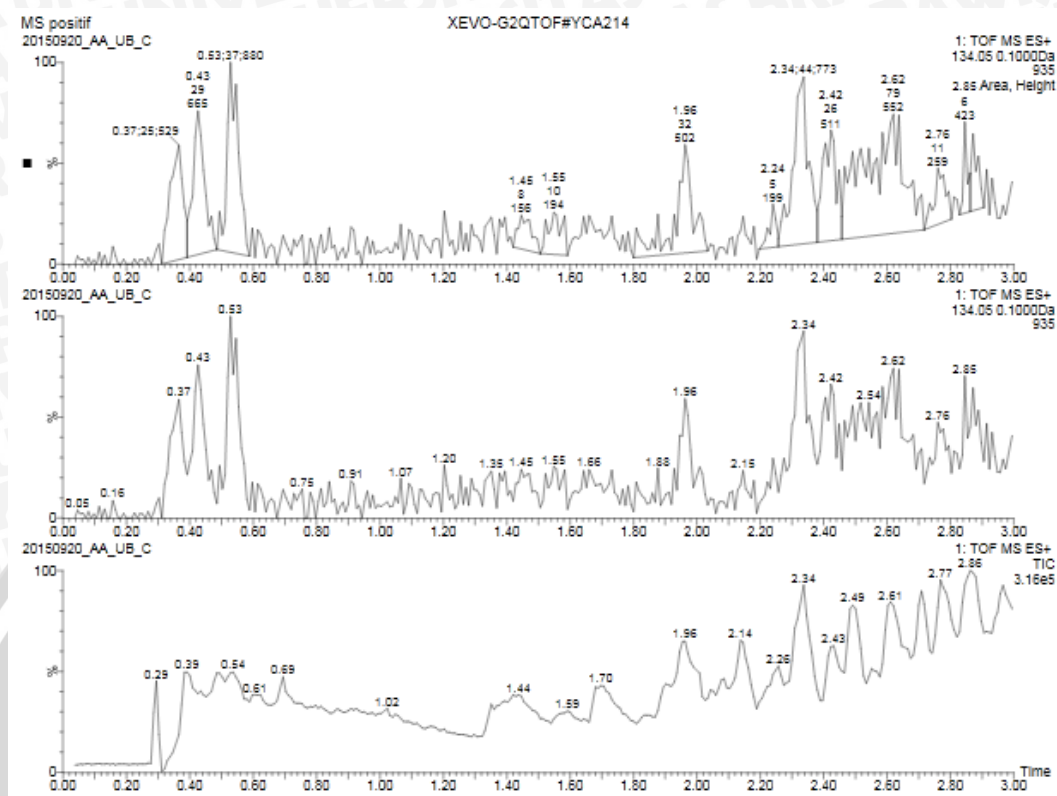 MS positif
XEVO-G2QTOF#YCA214
20150920_AA_UB_C
1: TOF MS ES+
134.05 0.1000Da
935
Area, Height
100
%
0
0.37;25;529
0.43
29
665
0.53;37;880
1.45
8
156
1.55
10
194
1.96
32
502
2.24
5
199
2.34;44;773
2.42
26
511
2.62
79
552
2.76
11
259
2.85
6
423
0.00 0.20 0.40 0.60 0.80 1.00 1.20 1.40 1.60 1.80 2.00 2.20 2.40 2.60 2.80 3.00
20150920_AA_UB_C
1: TOF MS ES+
134.05 0.1000Da
935
100
%
0
0.05 0.16 0.37 0.43 0.53 0.75 0.91 1.07 1.20 1.35 1.45 1.55 1.66 1.88 1.96 2.15 2.34 2.42 2.54 2.62 2.76 2.85
0.00 0.20 0.40 0.60 0.80 1.00 1.20 1.40 1.60 1.80 2.00 2.20 2.40 2.60 2.80 3.00
20150920_AA_UB_C
1: TOF MS ES+
TIC
3.16e5
100
%
0
0.29 0.39 0.54 0.61 0.69 1.02 1.44 1.59 1.70 1.96 2.14 2.26 2.34 2.43 2.49 2.61 2.77 2.86
Time
0.00 0.20 0.40 0.60 0.80 1.00 1.20 1.40 1.60 1.80 2.00 2.20 2.40 2.60 2.80 3.00